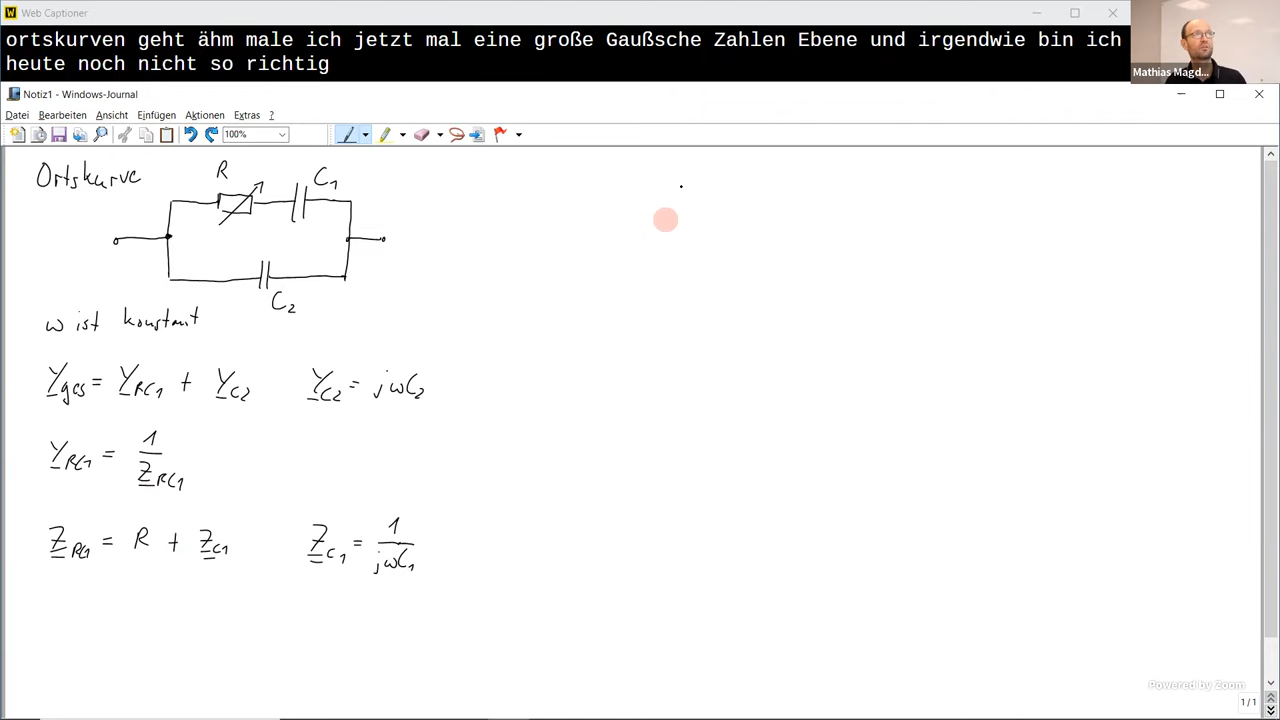 Web Captioner
ortskurven geht ähm male ich jetzt mal eine große Gaußsche Zahlen Ebene und irgendwie bin ich
heute noch nicht so richtig
Mathias Magd...
Notiz1 - Windows-Journal
Datei Bearbeiten Ansicht Einfügen Aktionen Extras ?
100%
Ortskurve
R
C1
C2
ω ist konstant
Yges = YRC1 + YC2 YC2 = jωC2
YRC1 = 1 / ZRC1
ZRC1 = R + ZC1 ZC1 = 1 / jωC1
Powered by Zoom
1/1